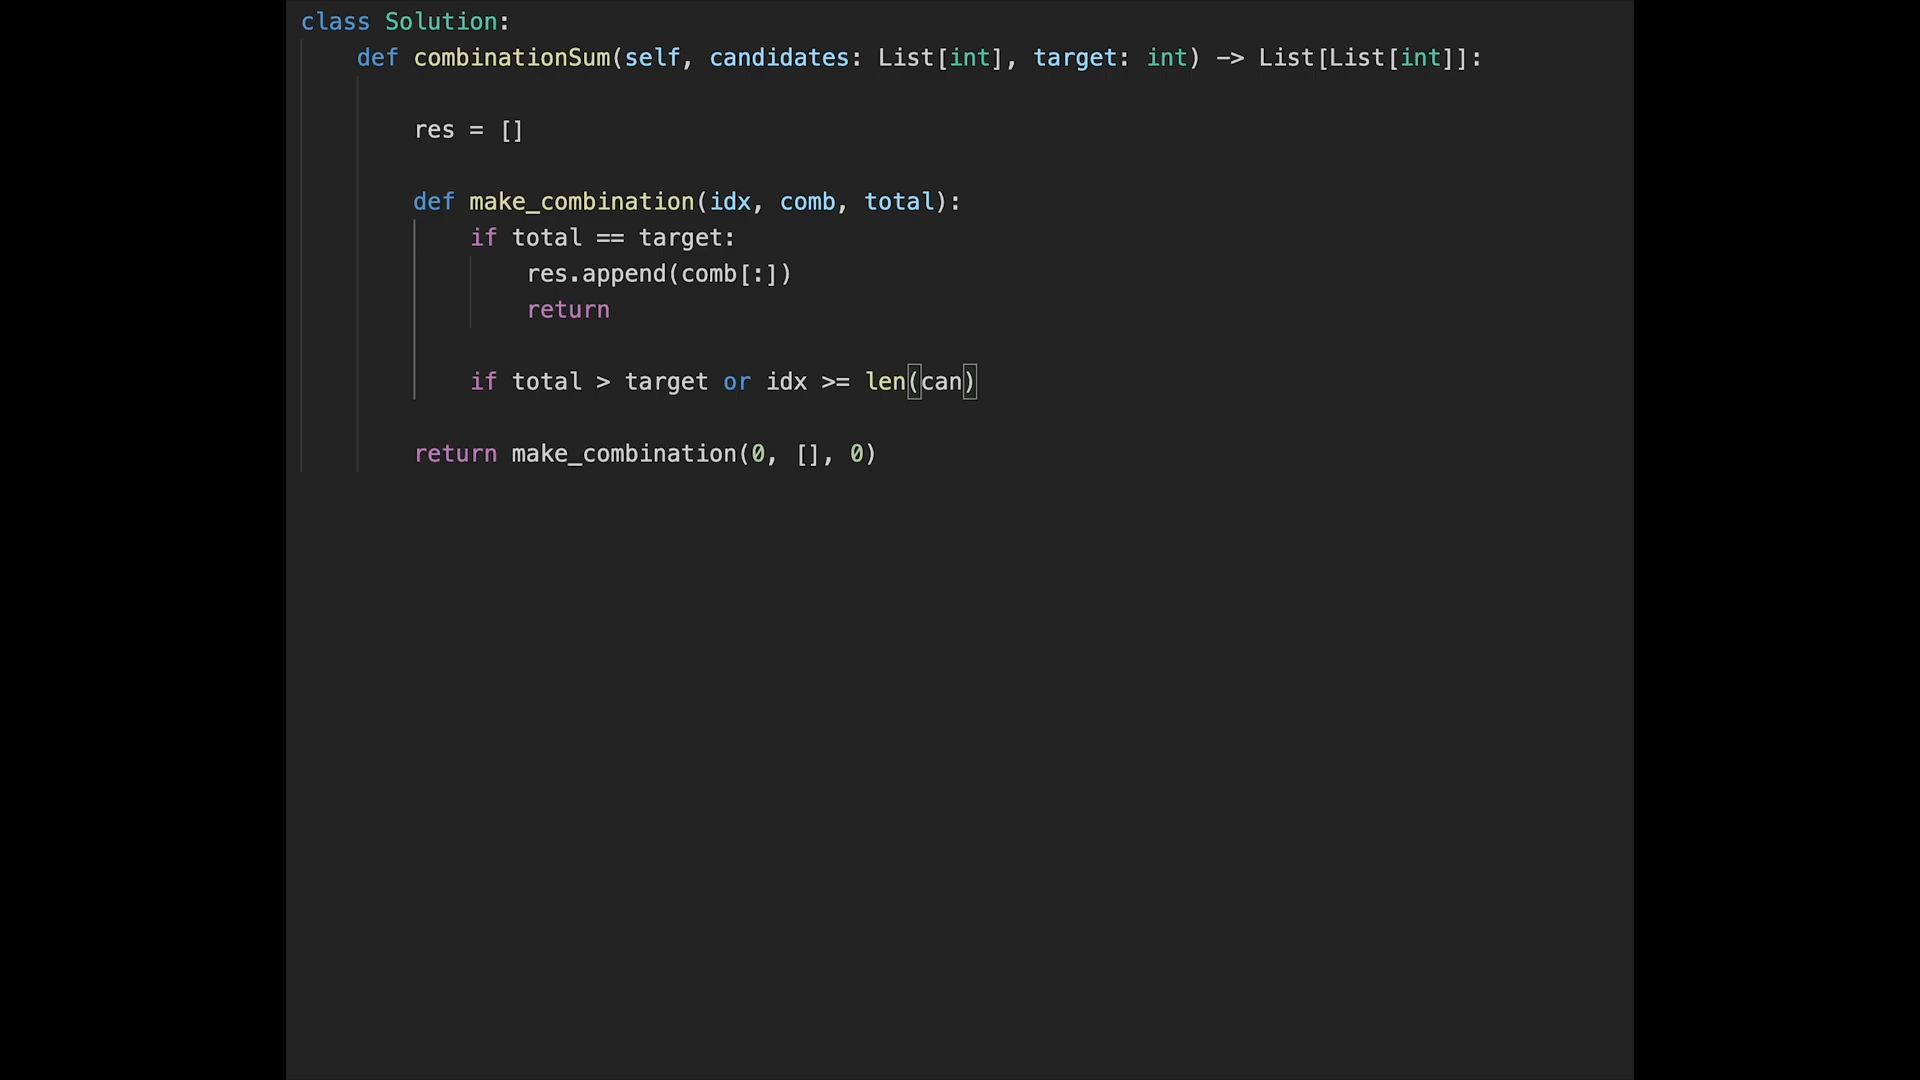 class Solution:
def combinationSum(self, candidates: List[int], target: int) -> List[List[int]]:
res = []
def make_combination(idx, comb, total):
if total == target:
res.append(comb[:])
return
if total > target or idx >= len(can)
return make_combination(0, [], 0)